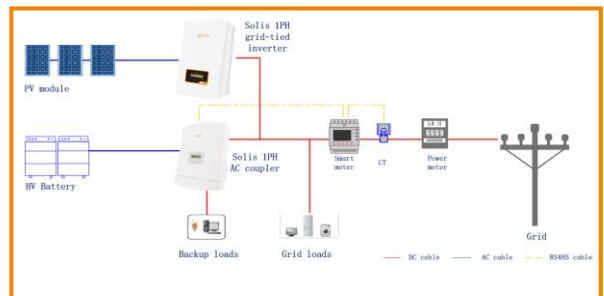 Solis 1PH
grid-tied
inverter
PV module
HV Battery
Solis 1PH
AC coupler
Smart
meter
CT
Power
meter
Backup loads
Grid loads
Grid
DC cable
AC cable
RS485 cable